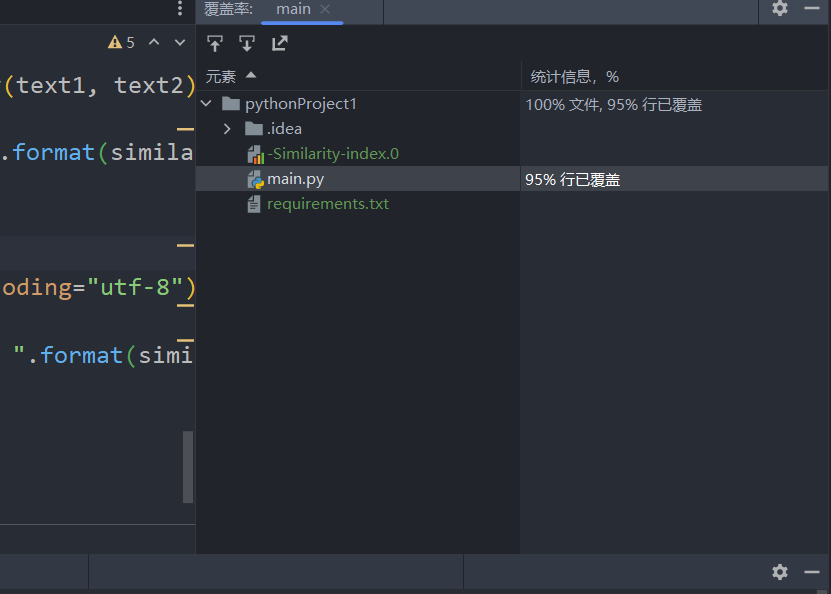 覆盖率: main
5
(text1, text2)
元素 统计信息, %
pythonProject1 100% 文件, 95% 行已覆盖
.idea
.format(simila
-Similarity-index.0
main.py 95% 行已覆盖
requirements.txt
oding="utf-8")
".format(simi